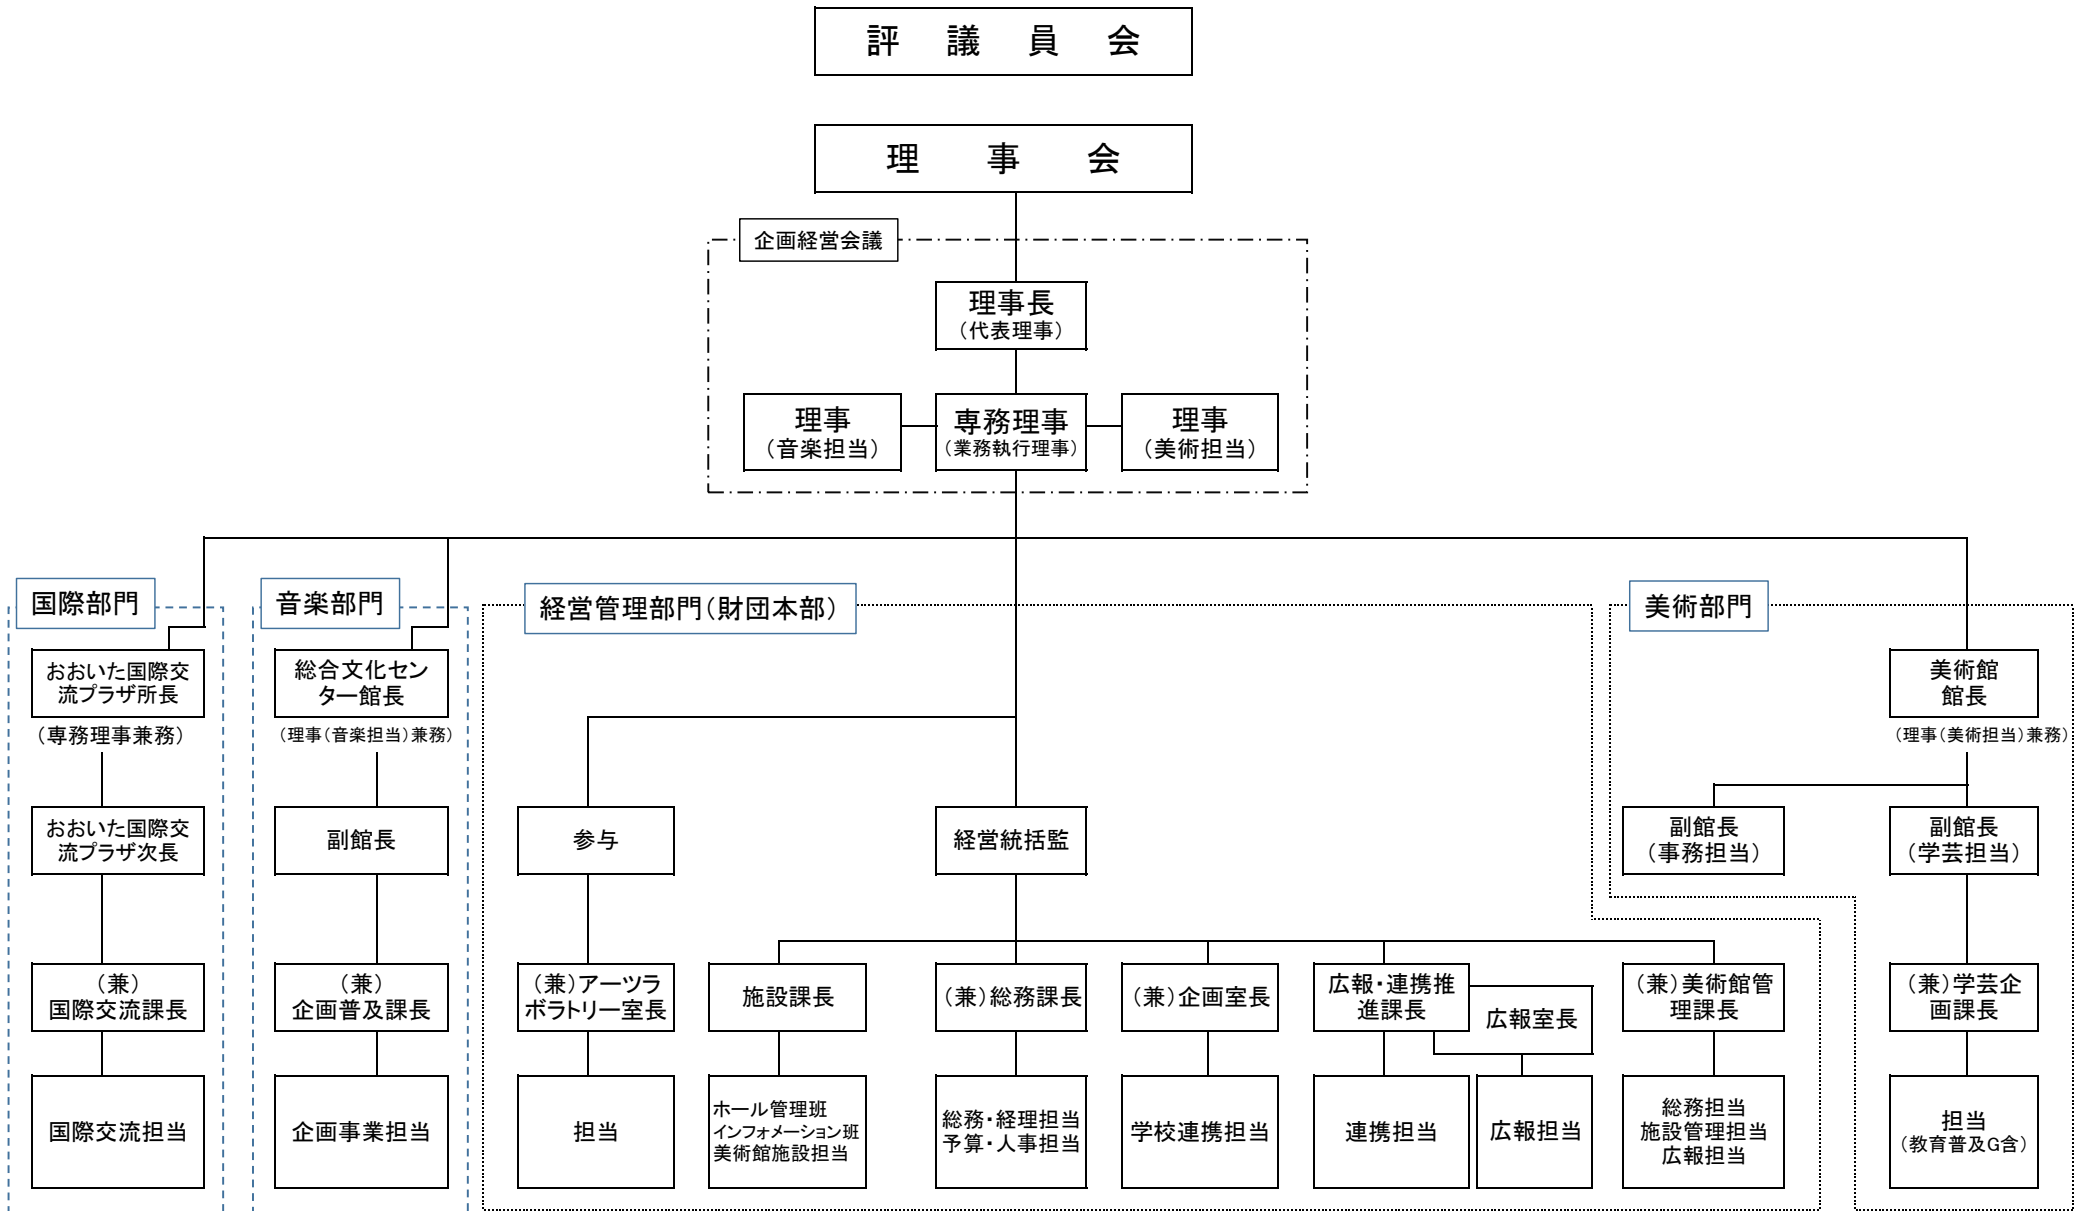 評議員会
理事会
企画経営会議
理事長
（代表理事）
理事
（音楽担当）
専務理事
（業務執行理事）
理事
（美術担当）
国際部門
音楽部門
経営管理部門（財団本部）
美術部門
おおいた国際交
流プラザ所長
（専務理事兼務）
総合文化セン
ター館長
（理事（音楽担当）兼務）
美術館
館長
（理事（美術担当）兼務）
おおいた国際交
流プラザ次長
副館長
参与
経営統括監
副館長
（事務担当）
副館長
（学芸担当）
（兼）
国際交流課長
（兼）
企画普及課長
（兼）アーツラ
ボラトリー室長
施設課長
（兼）総務課長
（兼）企画室長
広報・連携推
進課長
広報室長
（兼）美術館管
理課長
（兼）学芸企
画課長
国際交流担当
企画事業担当
担当
ホール管理班
インフォメーション班
美術館施設担当
総務・経理担当
予算・人事担当
学校連携担当
連携担当
広報担当
総務担当
施設管理担当
広報担当
担当
（教育普及G含）